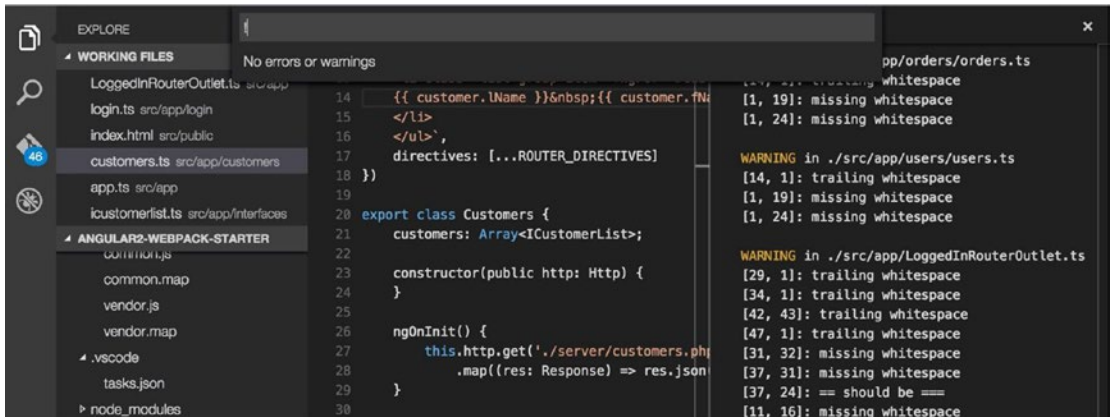 EXPLORE
WORKING FILES
LoggedInRouterOutlet.ts src/app
login.ts src/app/login
index.html src/public
46
customers.ts src/app/customers
app.ts src/app
icustomerlist.ts src/app/interfaces
ANGULAR2-WEBPACK-STARTER
common.js
common.map
vendor.js
vendor.map
.vscode
tasks.json
node_modules
!
No errors or warnings
14 {{ customer.lName }}&nbsp;{{ customer.fNa
15 </li>
16 </ul>`,
17 directives: [...ROUTER_DIRECTIVES]
18 })
19
20 export class Customers {
21 customers: Array<ICustomerList>;
22
23 constructor(public http: Http) {
24 }
25
26 ngOnInit() {
27 this.http.get('./server/customers.php
28 .map((res: Response) => res.json(
29 }
30
×
pp/orders/orders.ts
whitespace
[1, 19]: missing whitespace
[1, 24]: missing whitespace
WARNING in ./src/app/users/users.ts
[14, 1]: trailing whitespace
[1, 19]: missing whitespace
[1, 24]: missing whitespace
WARNING in ./src/app/LoggedInRouterOutlet.ts
[29, 1]: trailing whitespace
[34, 1]: trailing whitespace
[42, 43]: trailing whitespace
[47, 1]: trailing whitespace
[31, 32]: missing whitespace
[37, 31]: missing whitespace
[37, 24]: == should be ===
[11, 16]: missing whitespace